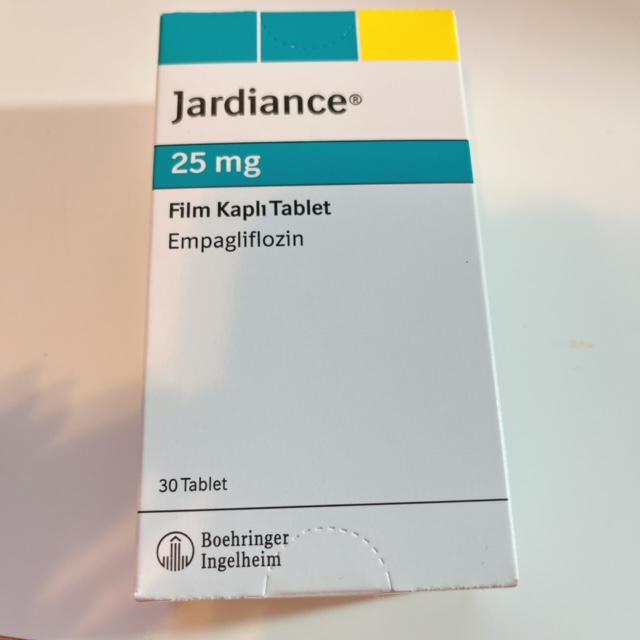 Jardiance®
25 mg
Film Kaplı Tablet
Empagliflozin
30 Tablet
Boehringer
Ingelheim